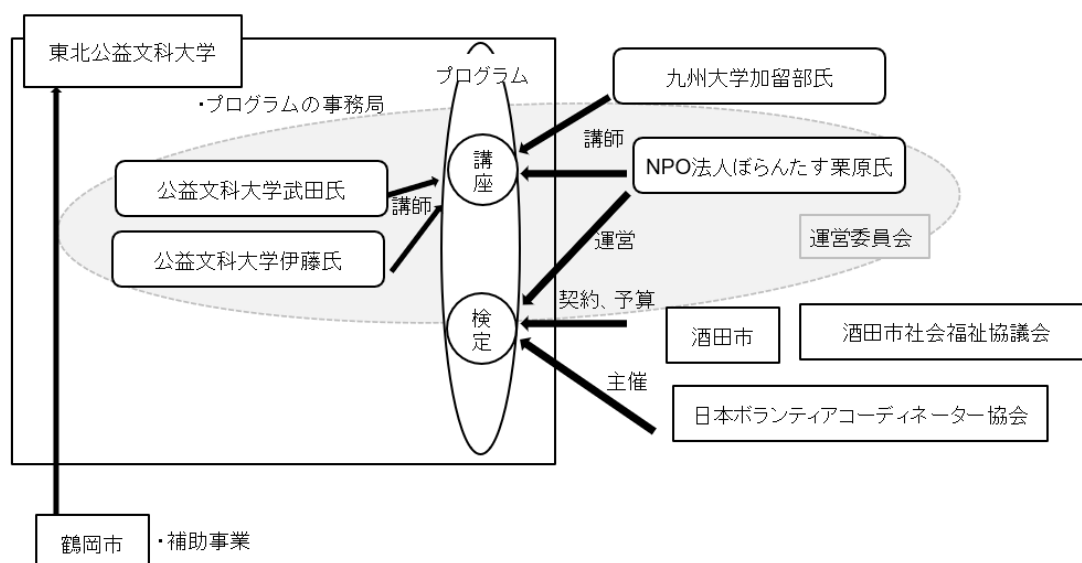 東北公益文科大学
プログラム
九州大学加留部氏
・プログラムの事務局
講師
講座
NPO法人ぼらんたす栗原氏
公益文科大学武田氏
講師
運営
運営委員会
公益文科大学伊藤氏
契約、予算
検定
酒田市
酒田市社会福祉協議会
主催
日本ボランティアコーディネーター協会
鶴岡市
・補助事業